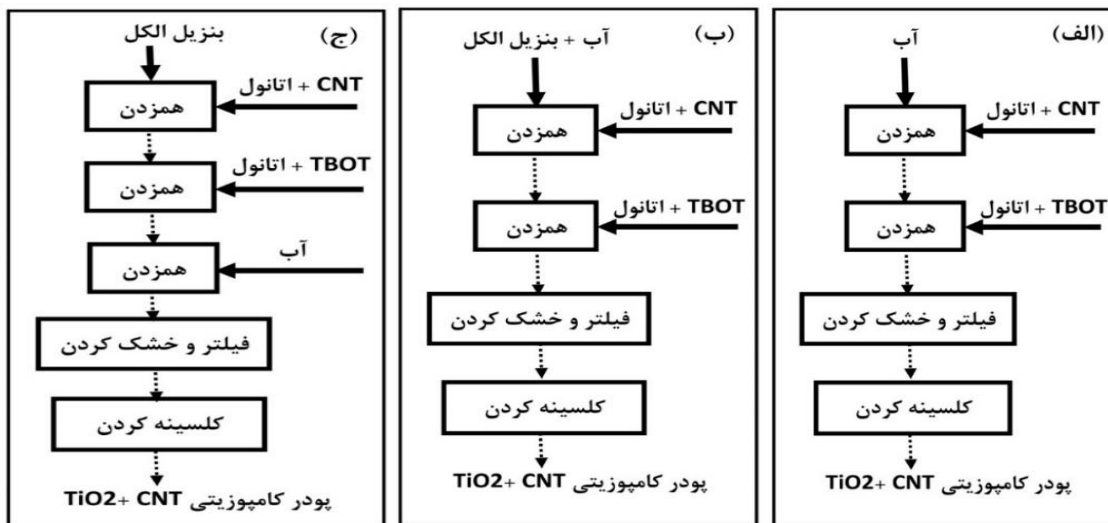 (الف)
آب
CNT + اتانول
همزدن
TBOT + اتانول
همزدن
فیلتر و خشک کردن
کلسینه کردن
پودر کامپوزیتی TiO2+ CNT
(ب)
آب + بنزیل الکل
CNT + اتانول
همزدن
TBOT + اتانول
همزدن
فیلتر و خشک کردن
کلسینه کردن
پودر کامپوزیتی TiO2+ CNT
(ج)
بنزیل الکل
CNT + اتانول
همزدن
TBOT + اتانول
همزدن
آب
همزدن
فیلتر و خشک کردن
کلسینه کردن
پودر کامپوزیتی TiO2+ CNT